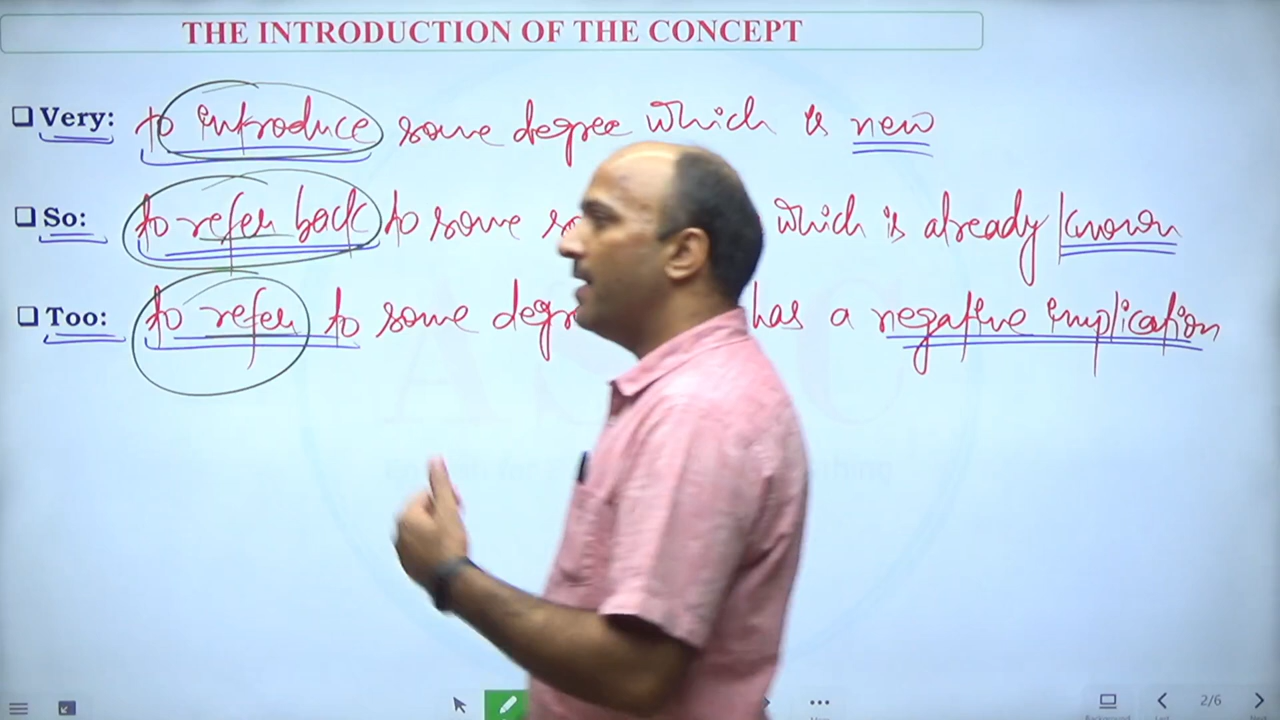 THE INTRODUCTION OF THE CONCEPT
Very: to introduce some degree which is new
So: to refer back to some which is already known
Too: to refer to some has a negative implication
2/6